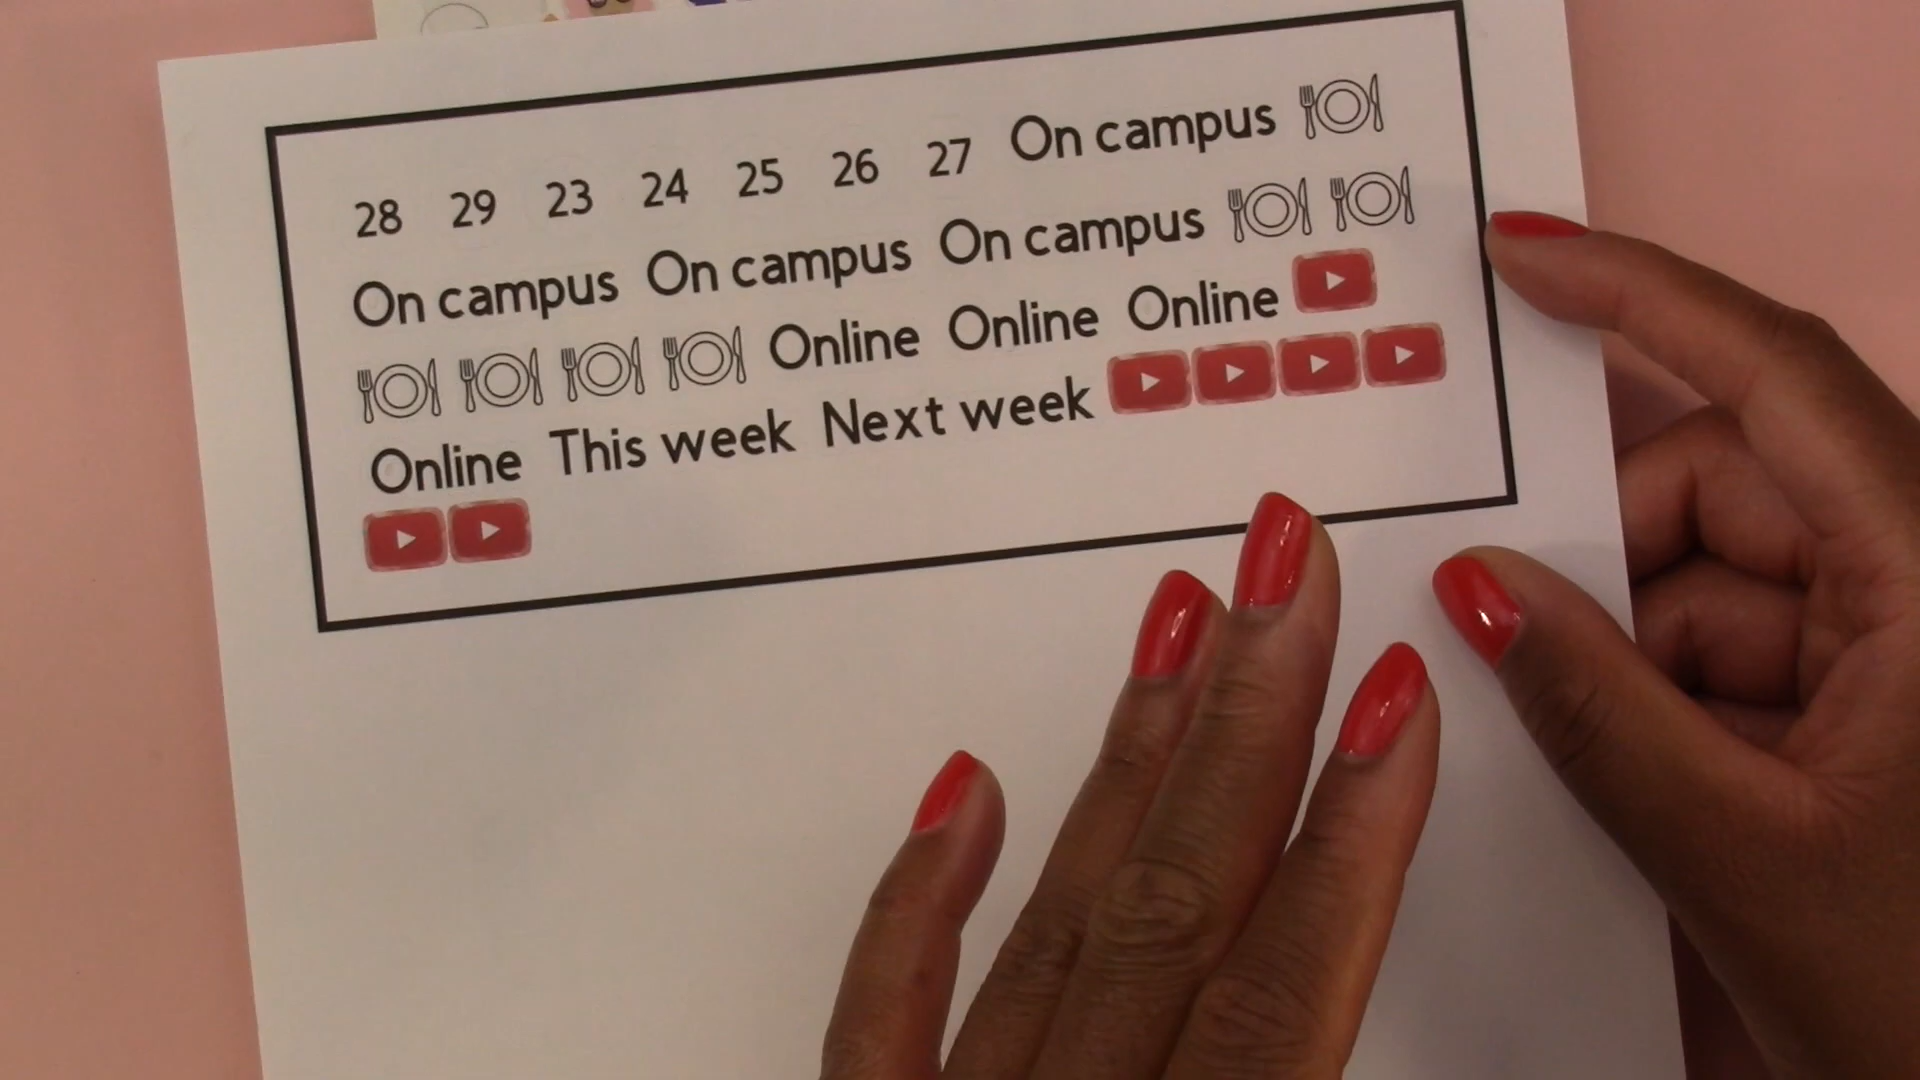 28 29 23 24 25 26 27 On campus
On campus On campus On campus
Online Online Online
Online This week Next week